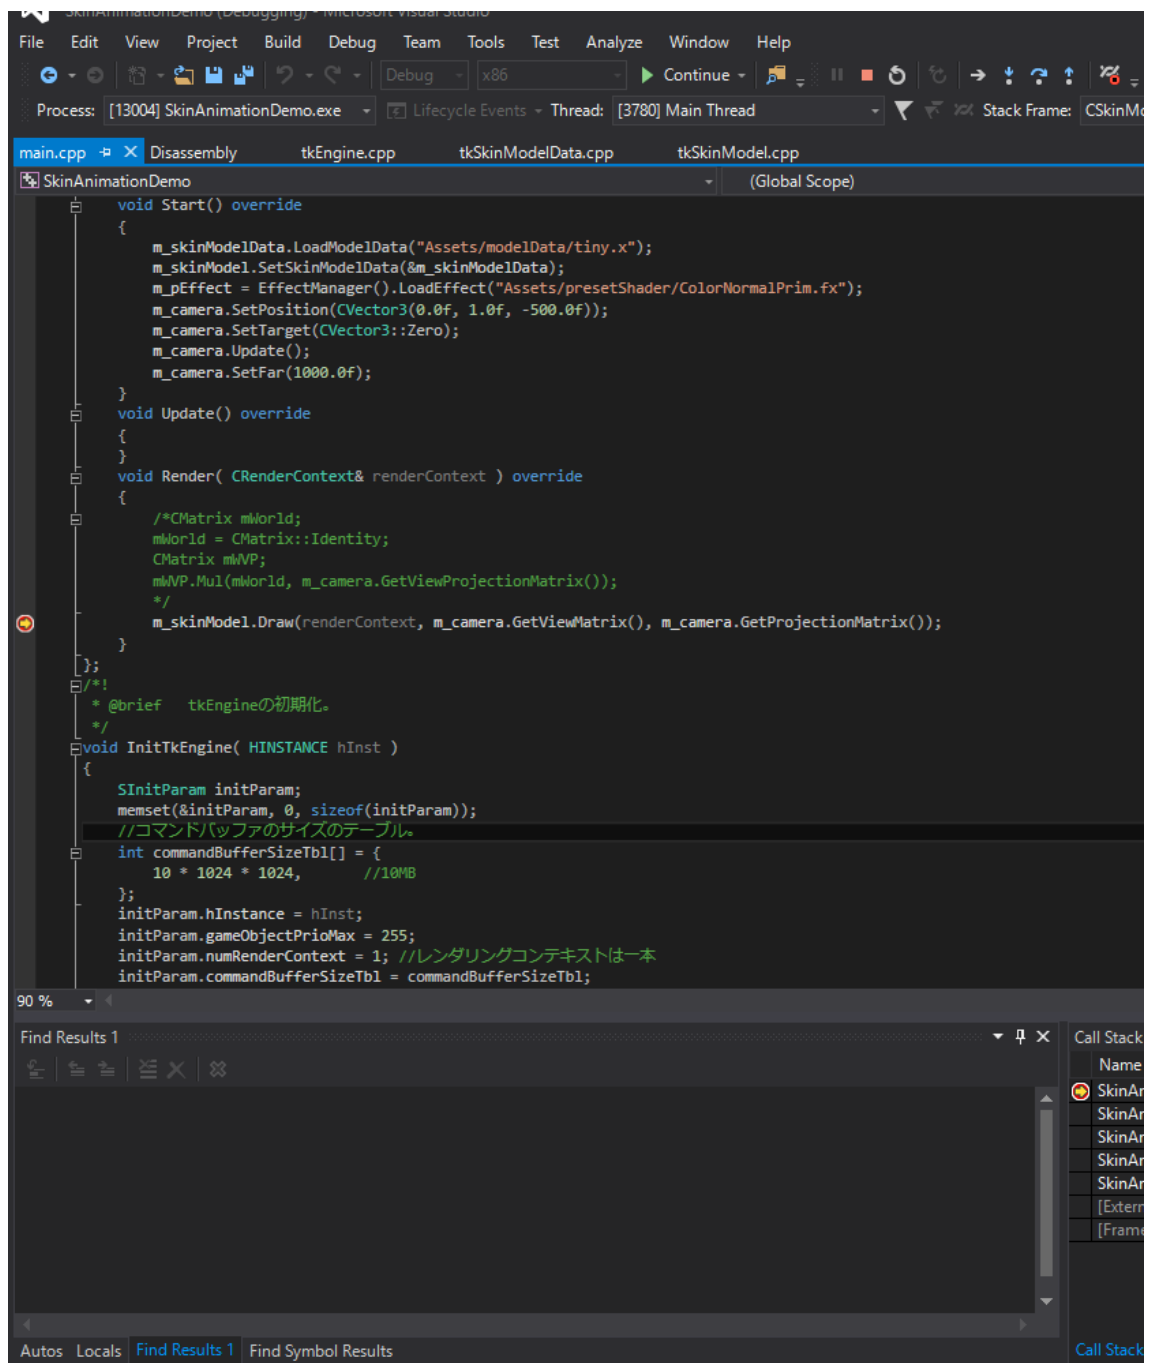 SkinAnimationDemo (Debugging) - Microsoft Visual Studio
File Edit View Project Build Debug Team Tools Test Analyze Window Help
Debug x86 Continue
Process: [13004] SkinAnimationDemo.exe Lifecycle Events Thread: [3780] Main Thread Stack Frame: CSkinMo
main.cpp Disassembly tkEngine.cpp tkSkinModelData.cpp tkSkinModel.cpp
SkinAnimationDemo (Global Scope)
void Start() override
{
m_skinModelData.LoadModelData("Assets/modelData/tiny.x");
m_skinModel.SetSkinModelData(&m_skinModelData);
m_pEffect = EffectManager().LoadEffect("Assets/presetShader/ColorNormalPrim.fx");
m_camera.SetPosition(CVector3(0.0f, 1.0f, -500.0f));
m_camera.SetTarget(CVector3::Zero);
m_camera.Update();
m_camera.SetFar(1000.0f);
}
void Update() override
{
}
void Render( CRenderContext& renderContext ) override
{
/*CMatrix mWorld;
mWorld = CMatrix::Identity;
CMatrix mWVP;
mWVP.Mul(mWorld, m_camera.GetViewProjectionMatrix());
*/
m_skinModel.Draw(renderContext, m_camera.GetViewMatrix(), m_camera.GetProjectionMatrix());
}
};
/*!
* @brief tkEngineの初期化。
*/
void InitTkEngine( HINSTANCE hInst )
{
SInitParam initParam;
memset(&initParam, 0, sizeof(initParam));
//コマンドバッファのサイズのテーブル。
int commandBufferSizeTbl[] = {
10 * 1024 * 1024, //10MB
};
initParam.hInstance = hInst;
initParam.gameObjectPrioMax = 255;
initParam.numRenderContext = 1; //レンダリングコンテキストは一本
initParam.commandBufferSizeTbl = commandBufferSizeTbl;
90 %
Find Results 1
Call Stack
Name
SkinAn
SkinAn
SkinAn
SkinAn
SkinAn
[Extern
[Frame
Autos Locals Find Results 1 Find Symbol Results
Call Stack